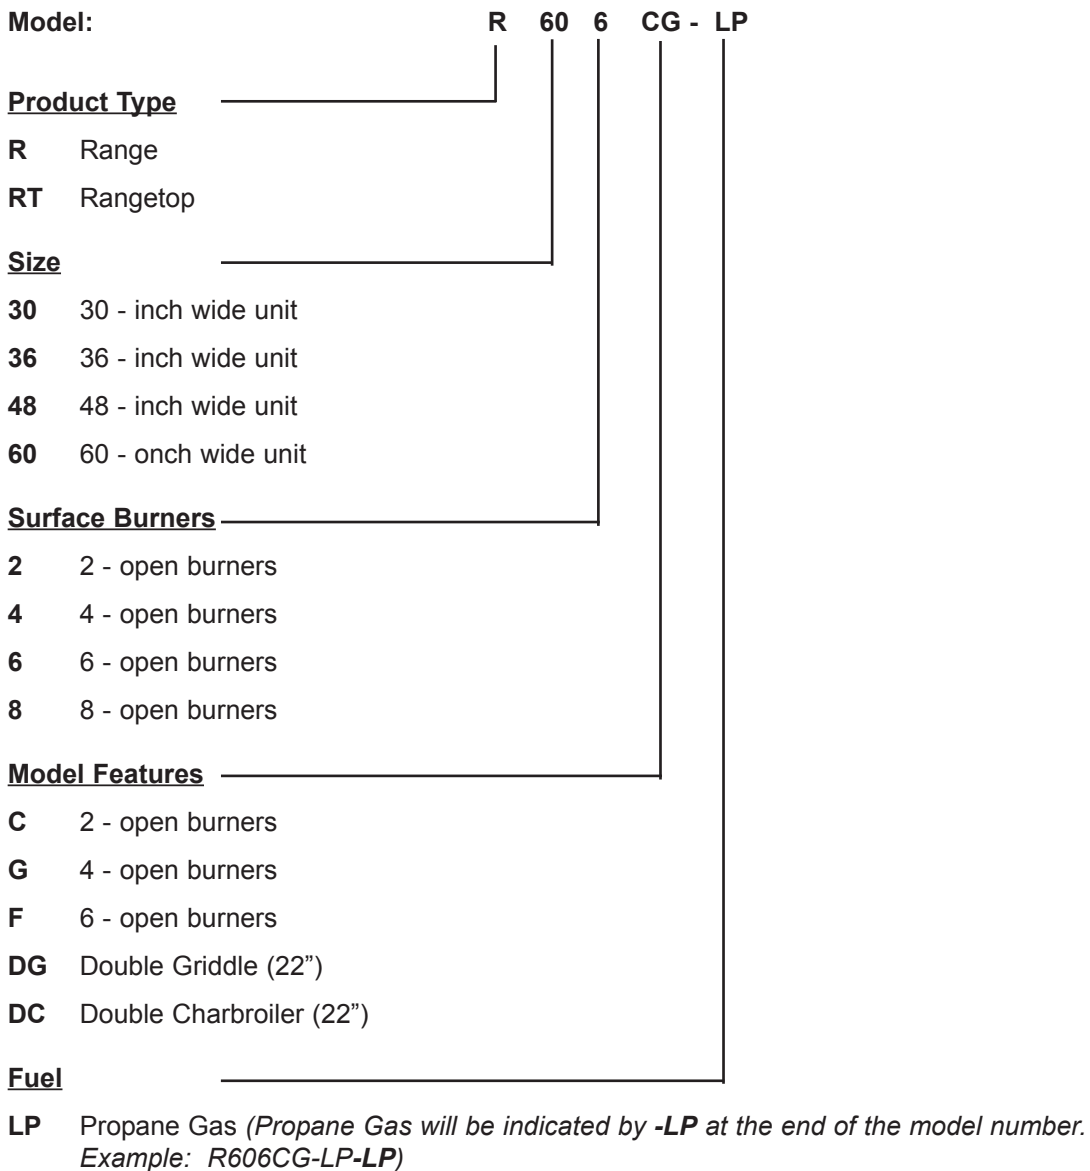 Model: R 60 6 CG - LP
Product Type
R Range
RT Rangetop
Size
30 30 - inch wide unit
36 36 - inch wide unit
48 48 - inch wide unit
60 60 - onch wide unit
Surface Burners
2 2 - open burners
4 4 - open burners
6 6 - open burners
8 8 - open burners
Model Features
C 2 - open burners
G 4 - open burners
F 6 - open burners
DG Double Griddle (22”)
DC Double Charbroiler (22”)
Fuel
LP Propane Gas (Propane Gas will be indicated by -LP at the end of the model number.
Example: R606CG-LP-LP)